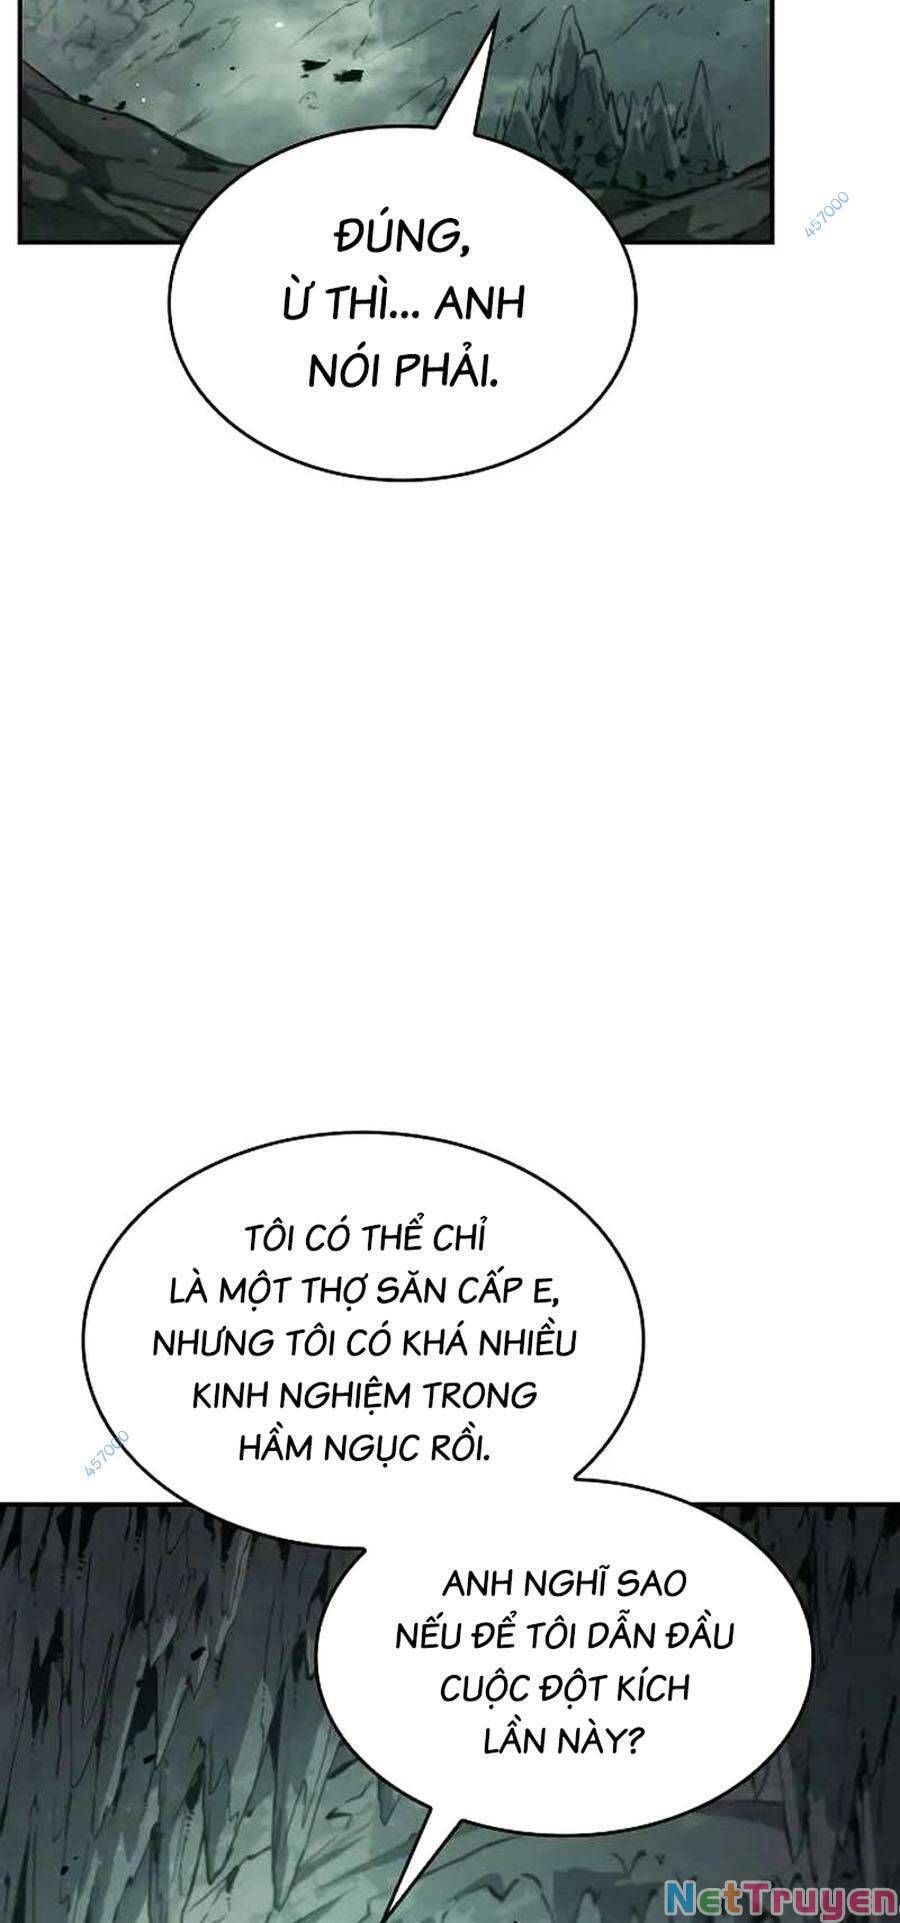 457000
ĐÚNG,
Ừ THÌ... ANH
NÓI PHẢI.
TÔI CÓ THỂ CHỈ
LÀ MỘT THỢ SĂN CẤP E,
NHƯNG TÔI CÓ KHÁ NHIỀU
KINH NGHIỆM TRONG
HẦM NGỤC RỒI.
457000
ANH NGHĨ SAO
NẾU ĐỂ TÔI DẪN ĐẦU
CUỘC ĐỘT KÍCH
LẦN NÀY?
NetTruyen